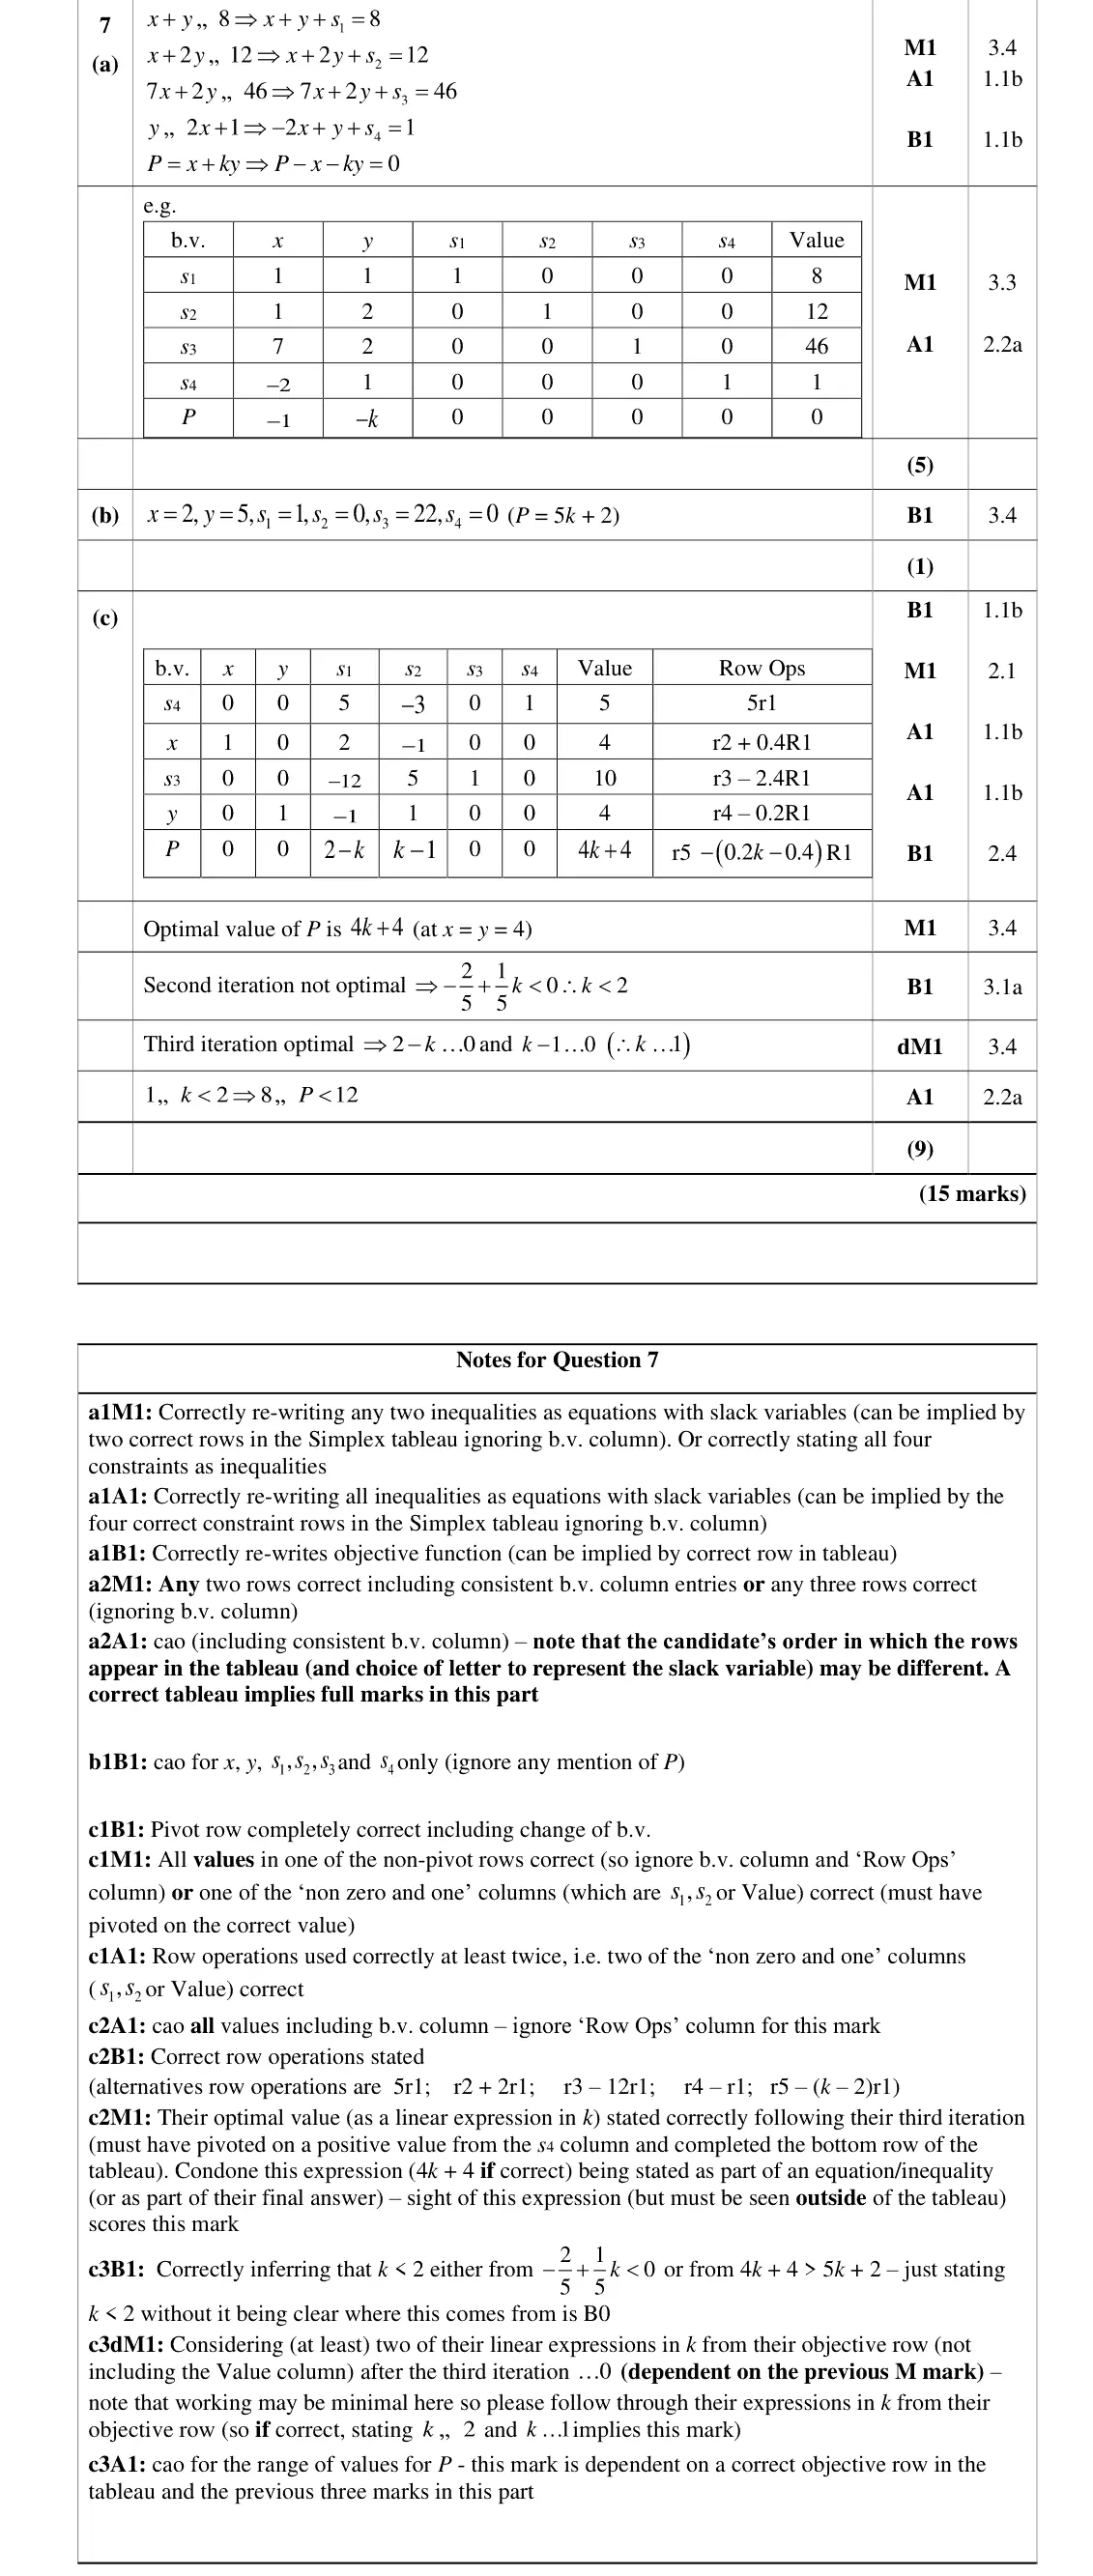 7
(a)
x + y ,, 8 ⇒ x + y + s₁ = 8
x + 2y ,, 12 ⇒ x + 2y + s₂ = 12
7x + 2y ,, 46 ⇒ 7x + 2y + s₃ = 46
y ,, 2x + 1 ⇒ −2x + y + s₄ = 1
P = x + ky ⇒ P − x − ky = 0
M1 3.4
A1 1.1b
B1 1.1b
e.g.
b.v. x y s₁ s₂ s₃ s₄ Value
s₁ 1 1 1 0 0 0 8
s₂ 1 2 0 1 0 0 12
s₃ 7 2 0 0 1 0 46
s₄ −2 1 0 0 0 1 1
P −1 −k 0 0 0 0 0
M1 3.3
A1 2.2a
(5)
(b) x = 2, y = 5, s₁ = 1, s₂ = 0, s₃ = 22, s₄ = 0 (P = 5k + 2) B1 3.4
(1)
(c)
b.v. x y s₁ s₂ s₃ s₄ Value Row Ops
s₄ 0 0 5 −3 0 1 5 5r1
x 1 0 2 −1 0 0 4 r2 + 0.4R1
s₃ 0 0 −12 5 1 0 10 r3 – 2.4R1
y 0 1 −1 1 0 0 4 r4 – 0.2R1
P 0 0 2−k k−1 0 0 4k+4 r5 −(0.2k−0.4)R1
B1 1.1b
M1 2.1
A1 1.1b
A1 1.1b
B1 2.4
Optimal value of P is 4k+4 (at x = y = 4) M1 3.4
Second iteration not optimal ⇒ −2/5 + 1/5 k < 0 ∴ k < 2 B1 3.1a
Third iteration optimal ⇒ 2−k …0 and k−1…0 (∴ k …1) dM1 3.4
1,, k < 2 ⇒ 8,, P < 12 A1 2.2a
(9)
(15 marks)
Notes for Question 7
a1M1: Correctly re-writing any two inequalities as equations with slack variables (can be implied by
two correct rows in the Simplex tableau ignoring b.v. column). Or correctly stating all four
constraints as inequalities
a1A1: Correctly re-writing all inequalities as equations with slack variables (can be implied by the
four correct constraint rows in the Simplex tableau ignoring b.v. column)
a1B1: Correctly re-writes objective function (can be implied by correct row in tableau)
a2M1: Any two rows correct including consistent b.v. column entries or any three rows correct
(ignoring b.v. column)
a2A1: cao (including consistent b.v. column) – note that the candidate's order in which the rows
appear in the tableau (and choice of letter to represent the slack variable) may be different. A
correct tableau implies full marks in this part
b1B1: cao for x, y, s₁,s₂,s₃ and s₄ only (ignore any mention of P)
c1B1: Pivot row completely correct including change of b.v.
c1M1: All values in one of the non-pivot rows correct (so ignore b.v. column and ‘Row Ops’
column) or one of the ‘non zero and one’ columns (which are s₁,s₂ or Value) correct (must have
pivoted on the correct value)
c1A1: Row operations used correctly at least twice, i.e. two of the ‘non zero and one’ columns
(s₁,s₂ or Value) correct
c2A1: cao all values including b.v. column – ignore ‘Row Ops’ column for this mark
c2B1: Correct row operations stated
(alternatives row operations are 5r1; r2 + 2r1; r3 – 12r1; r4 – r1; r5 – (k – 2)r1)
c2M1: Their optimal value (as a linear expression in k) stated correctly following their third iteration
(must have pivoted on a positive value from the s₄ column and completed the bottom row of the
tableau). Condone this expression (4k + 4 if correct) being stated as part of an equation/inequality
(or as part of their final answer) – sight of this expression (but must be seen outside of the tableau)
scores this mark
c3B1: Correctly inferring that k < 2 either from −2/5 + 1/5 k < 0 or from 4k + 4 > 5k + 2 – just stating
k < 2 without it being clear where this comes from is B0
c3dM1: Considering (at least) two of their linear expressions in k from their objective row (not
including the Value column) after the third iteration …0 (dependent on the previous M mark) –
note that working may be minimal here so please follow through their expressions in k from their
objective row (so if correct, stating k ,, 2 and k …1 implies this mark)
c3A1: cao for the range of values for P - this mark is dependent on a correct objective row in the
tableau and the previous three marks in this part